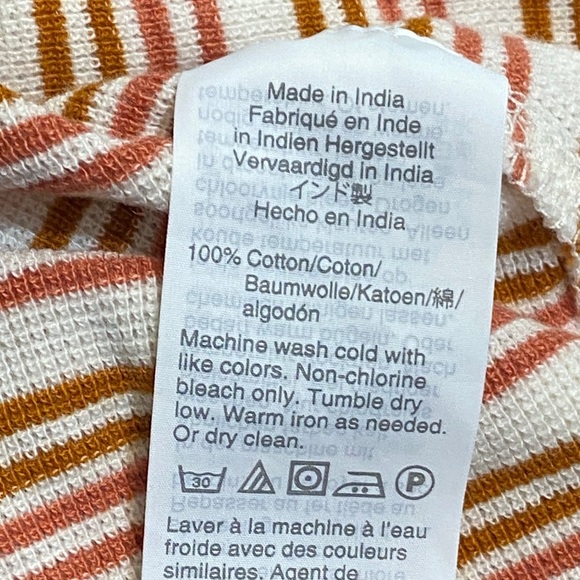 Made in India
Fabriqué en Inde
in Indien Hergestellt
Vervaardigd in India
インド製
Hecho en India
100% Cotton/Coton/
Baumwolle/Katoen/綿/
algodón
Machine wash cold with
like colors. Non-chlorine
bleach only. Tumble dry
low. Warm iron as needed.
Or dry clean.
30 P
Laver à la machine à l'eau
froide avec des couleurs
similaires. Agent de